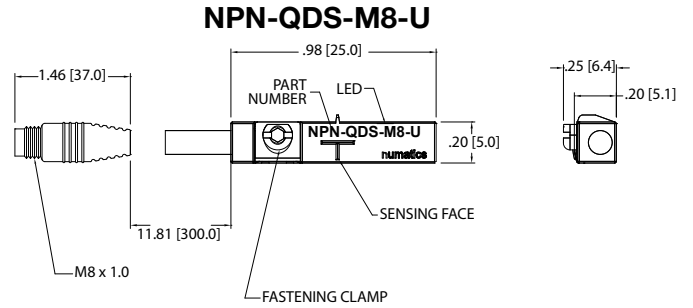 NPN-QDS-M8-U
.98 [25.0]
1.46 [37.0]
PART
NUMBER
LED
.25 [6.4]
.20 [5.1]
NPN-QDS-M8-U
numatics
.20 [5.0]
SENSING FACE
11.81 [300.0]
M8 x 1.0
FASTENING CLAMP